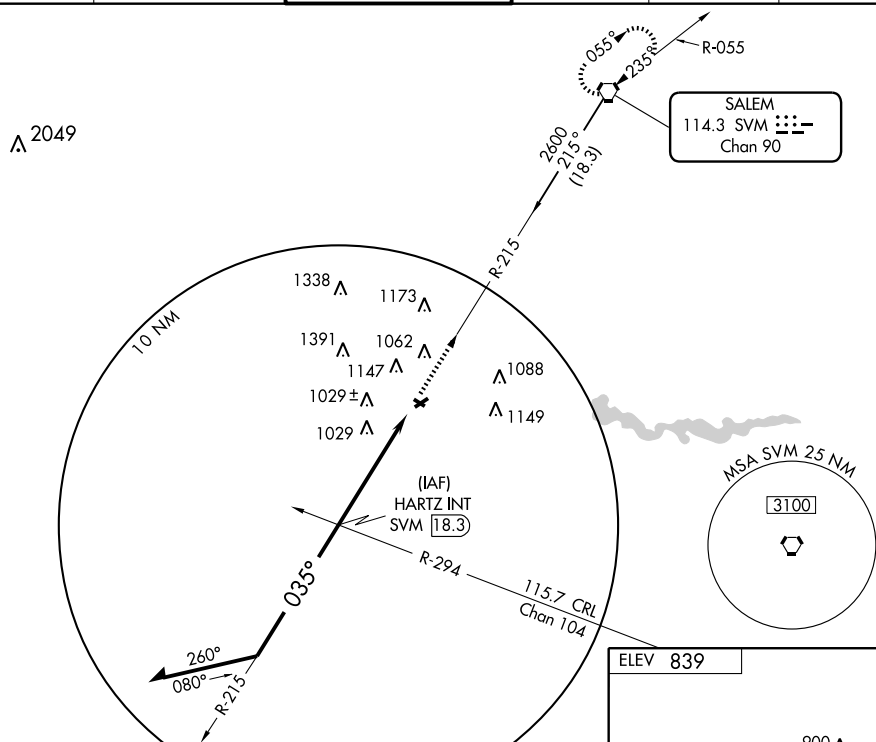 055°
235°
R-055
SALEM
114.3 SVM
Chan 90
2049
2600
215°
(18.3)
R-215
10 NM
1338
1173
1391
1062
1147
1088
1029 ±
1149
1029
MSA SVM 25 NM
3100
(IAF)
HARTZ INT
SVM 18.3
R-294
115.7 CRL
Chan 104
035°
260°
080°
R-215
ELEV 839